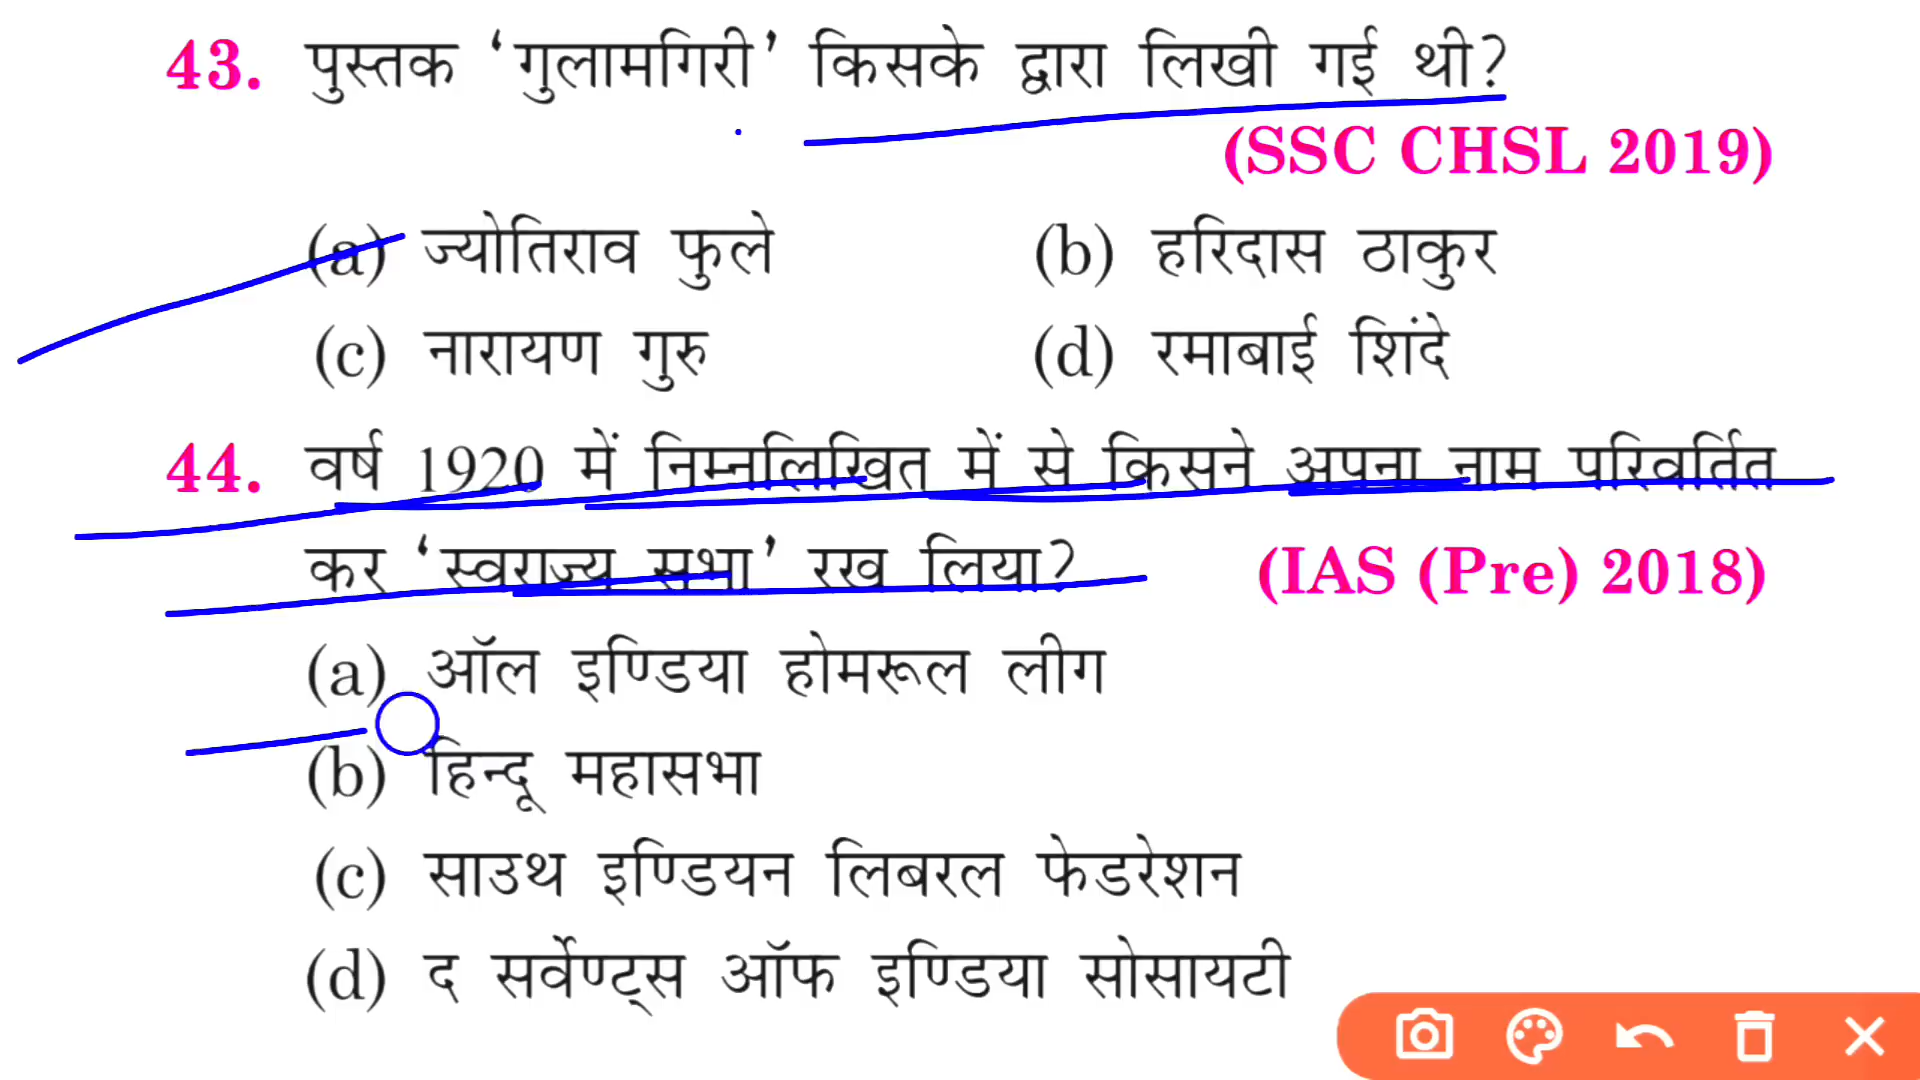 43. पुस्तक ‘गुलामगिरी’ किसके द्वारा लिखी गई थी?
(SSC CHSL 2019)
(a) ज्योतिराव फुले (b) हरिदास ठाकुर
(c) नारायण गुरु (d) रमाबाई शिंदे
44. वर्ष 1920 में निम्नलिखित में से किसने अपना नाम परिवर्तित
कर ‘स्वराज्य सभा’ रख लिया? (IAS (Pre) 2018)
(a) ऑल इण्डिया होमरूल लीग
(b) हिन्दू महासभा
(c) साउथ इण्डियन लिबरल फेडरेशन
(d) द सर्वेण्ट्स ऑफ इण्डिया सोसायटी